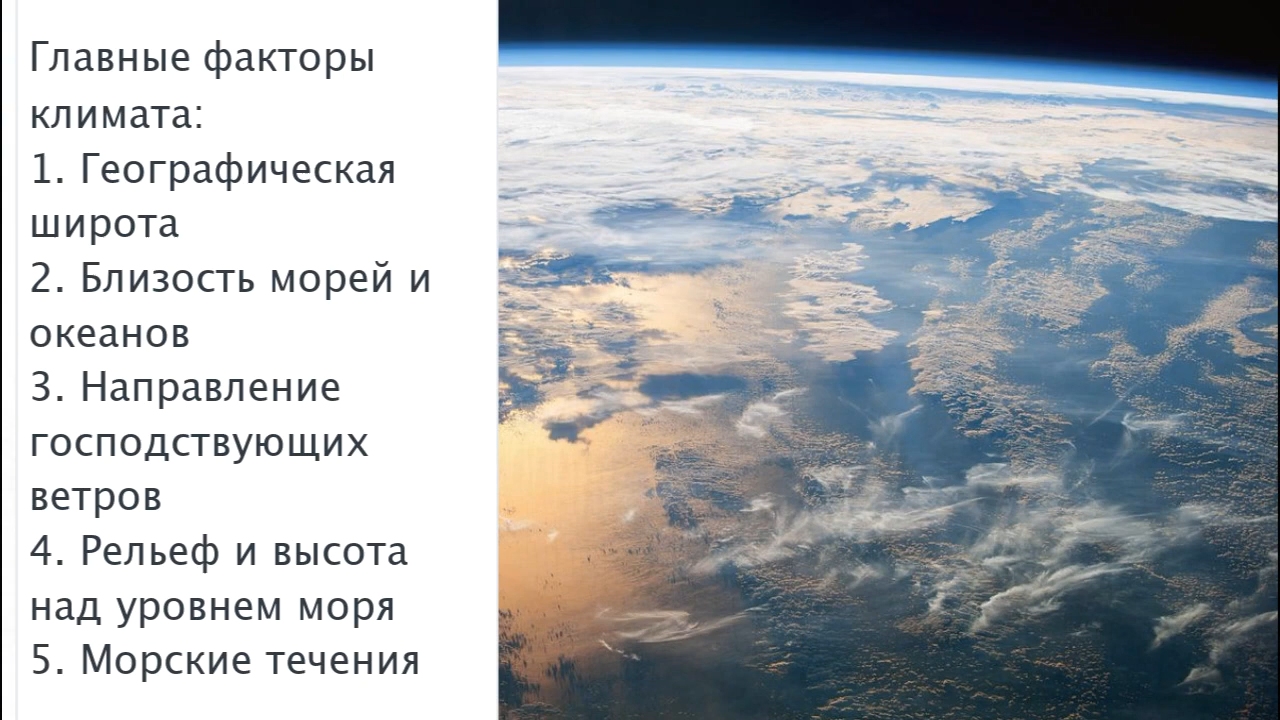 Главные факторы
климата:
1. Географическая
широта
2. Близость морей и
океанов
3. Направление
господствующих
ветров
4. Рельеф и высота
над уровнем моря
5. Морские течения